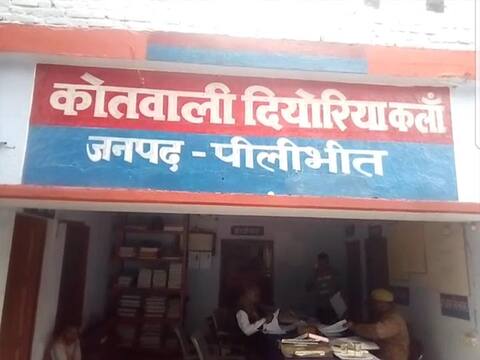 कोतवाली दियोरिया कलाँ
जनपद - पीलीभीत